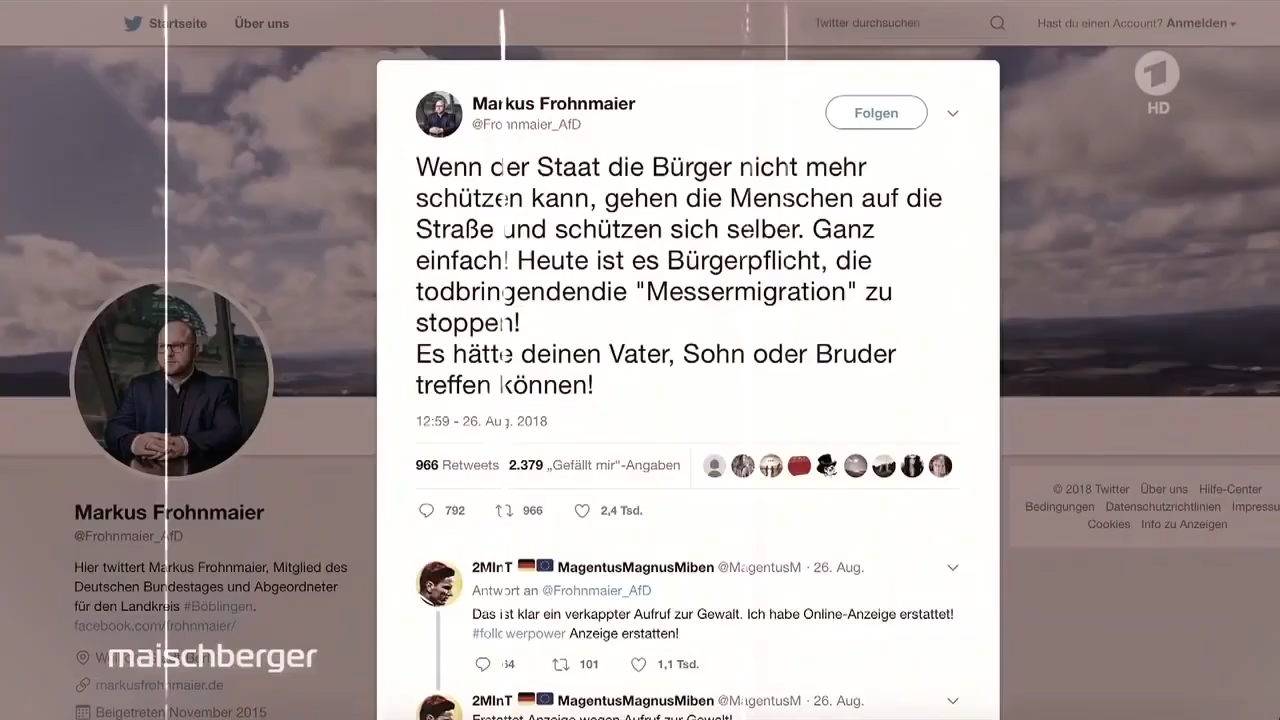 Startseite Über uns
Twitter durchsuchen
Hast du einen Account? Anmelden
1
HD
Markus Frohnmaier
@Frohnmaier_AfD
Folgen
Wenn der Staat die Bürger nicht mehr
schützen kann, gehen die Menschen auf die
Straße und schützen sich selber. Ganz
einfach! Heute ist es Bürgerpflicht, die
todbringendendie "Messermigration" zu
stoppen!
Es hätte deinen Vater, Sohn oder Bruder
treffen können!
12:59 - 26. Aug. 2018
966 Retweets 2.379 „Gefällt mir"-Angaben
792 966 2,4 Tsd.
2MInT MagentusMagnusMiben @MagentusM · 26. Aug.
Antwort an @Frohnmaier_AfD
Das ist klar ein verkappter Aufruf zur Gewalt. Ich habe Online-Anzeige erstattet!
#followerpower Anzeige erstatten!
101 1,1 Tsd.
2MInT MagentusMagnusMiben @MagentusM · 26. Aug.
Erstattet Anzeige wegen Aufruf zur Gewalt!
Markus Frohnmaier
@Frohnmaier_AfD
Hier twittert Markus Frohnmaier, Mitglied des
Deutschen Bundestages und Abgeordneter
für den Landkreis #Böblingen.
facebook.com/frohnmaier/
maischberger
markusfrohnmaier.de
Beigetreten November 2015
© 2018 Twitter Über uns Hilfe-Center
Bedingungen Datenschutzrichtlinien Impressu
Cookies Info zu Anzeigen